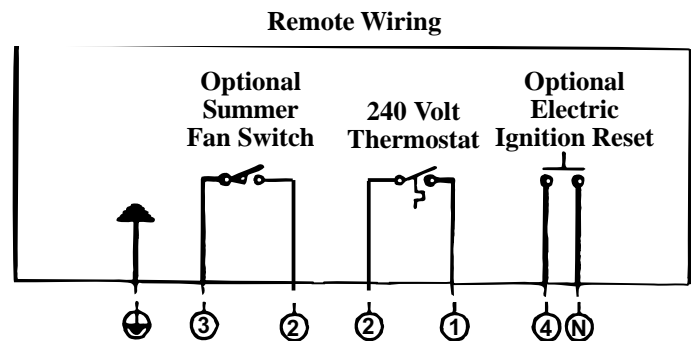 Remote Wiring
Optional
Summer
Fan Switch
240 Volt
Thermostat
Optional
Electric
Ignition Reset
3
2
2
1
4
N